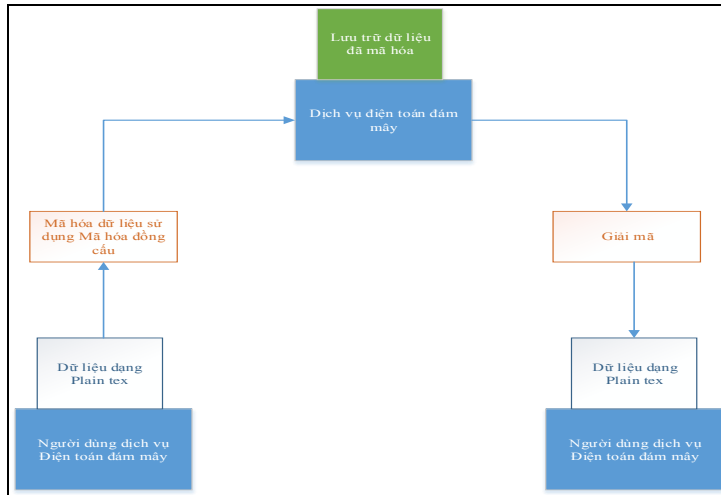 Lưu trữ dữ liệu
đã mã hóa
Dịch vụ điện toán đám
mây
Mã hóa dữ liệu sử
dụng Mã hóa đồng
cấu
Giải mã
Dữ liệu dạng
Plain tex
Dữ liệu dạng
Plain tex
Người dùng dịch vụ
Điện toán đám mây
Người dùng dịch vụ
Điện toán đám mây